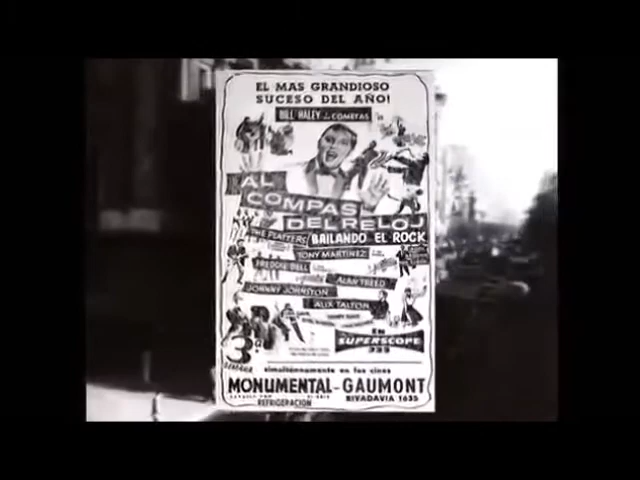 EL MAS GRANDIOSO
SUCESO DEL AÑO!
BILL HALEY COMETAS
AL
COMPAS
DEL RELOJ
THE PLATTERS BAILANDO EL ROCK
TONY MARTINEZ
FREDDIE BELL
ALAN FREED
JOHNNY JOHNSTON
ALIX TALTON
EN
SUPERSCOPE
3ª
SEMANA
simultáneamente en los cines
MONUMENTAL-GAUMONT
RIVADAVIA 1635
REFRIGERACION